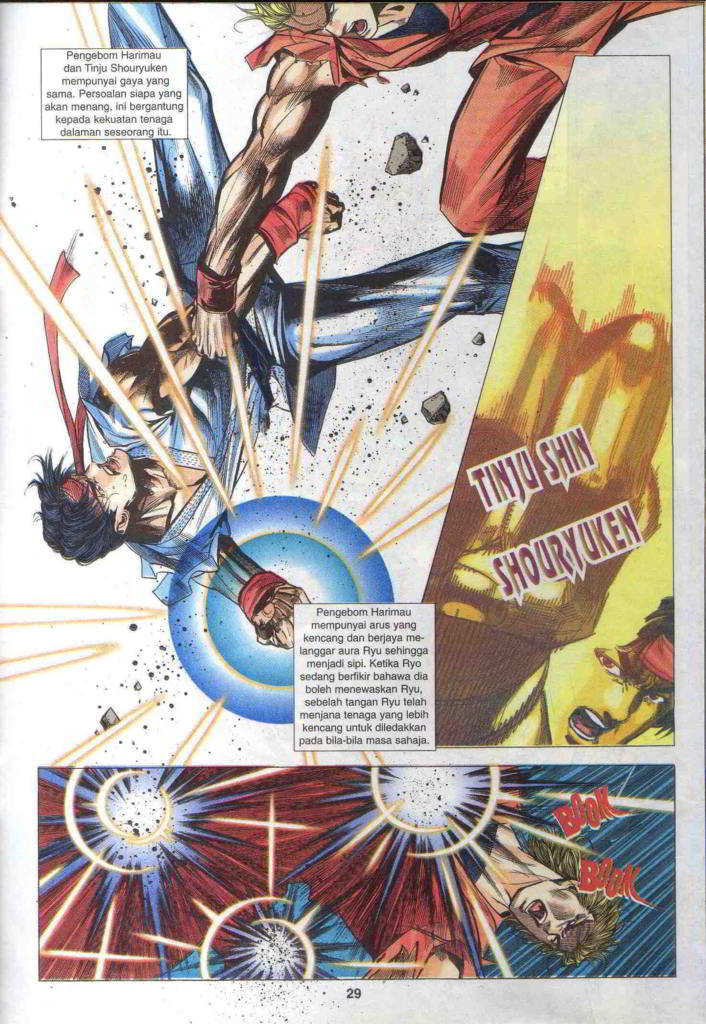 Pengebom Harimau
dan Tinju Shouryuken
mempunyai gaya yang
sama. Persoalan siapa yang
akan menang, ini bergantung
kepada kekuatan tenaga
dalaman seseorang itu.
TINJU SHIN
SHOURYUKEN
Pengebom Harimau
mempunyai arus yang
kencang dan berjaya me-
langgar aura Ryu sehingga
menjadi sipi. Ketika Ryo
sedang berfikir bahawa dia
boleh menewaskan Ryu,
sebelah tangan Ryu telah
menjana tenaga yang lebih
kencang untuk diledakkan
pada bila-bila masa sahaja.
BOOM
BOOM
29